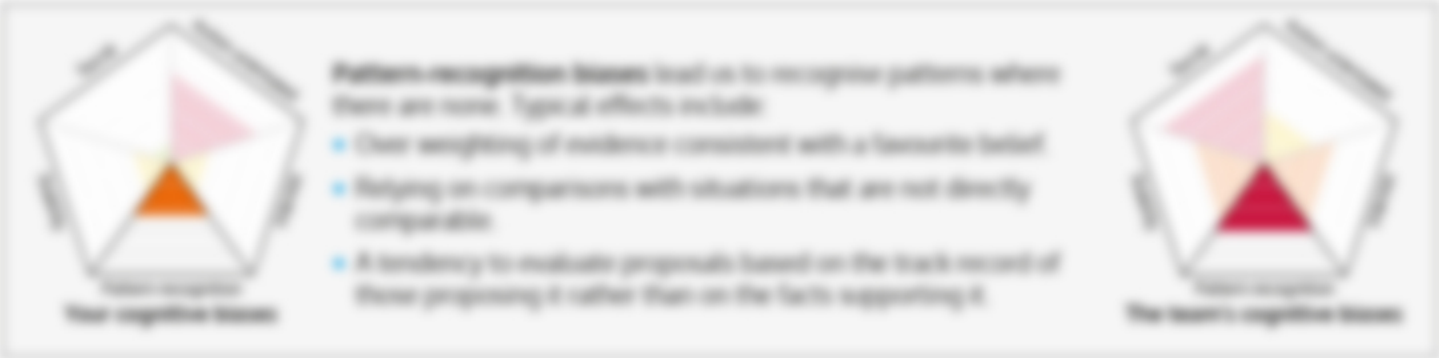 Pattern-recognition biases lead us to recognise patterns where
there are none. Typical effects include:
Over weighting of evidence consistent with a favourite belief.
Relying on comparisons with situations that are not directly
comparable.
A tendency to evaluate proposals based on the track record of
those proposing it rather than on the facts supporting it.
Pattern recognition
Your cognitive biases
Pattern recognition
The team's cognitive biases